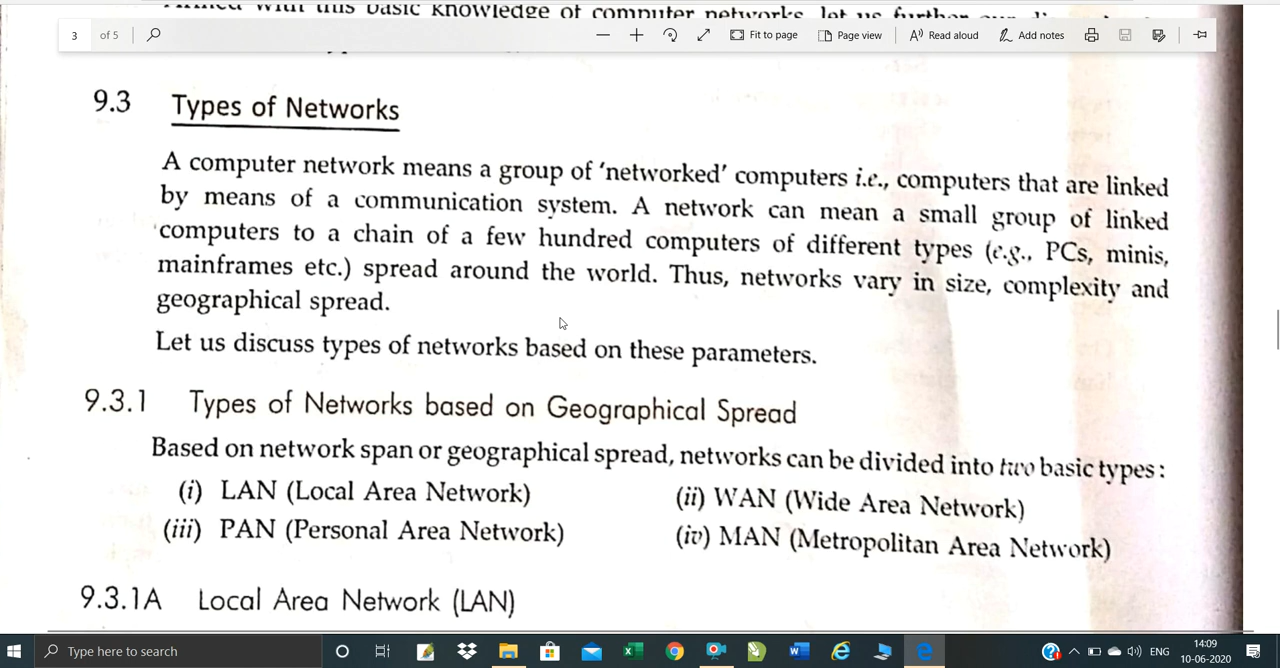 3 of 5 Fit to page Page view Read aloud Add notes
9.3 Types of Networks
A computer network means a group of 'networked' computers i.e., computers that are linked
by means of a communication system. A network can mean a small group of linked
computers to a chain of a few hundred computers of different types (e.g., PCs, minis,
mainframes etc.) spread around the world. Thus, networks vary in size, complexity and
geographical spread.
Let us discuss types of networks based on these parameters.
9.3.1 Types of Networks based on Geographical Spread
Based on network span or geographical spread, networks can be divided into two basic types:
(i) LAN (Local Area Network) (ii) WAN (Wide Area Network)
(iii) PAN (Personal Area Network) (iv) MAN (Metropolitan Area Network)
9.3.1A Local Area Network (LAN)
Type here to search ENG 14:09
10-06-2020